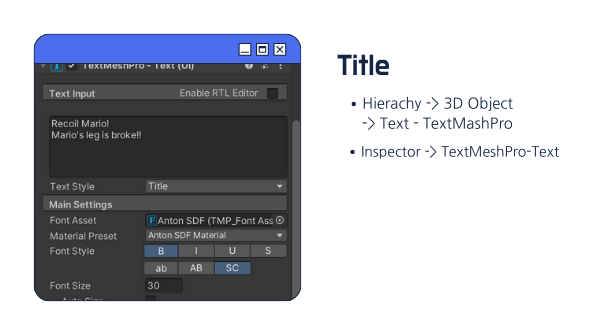 TextMeshPro - Text (UI)
Text Input
Enable RTL Editor
Recoil Mario!
Mario's leg is broke!!
Text Style
Title
Main Settings
Font Asset
F Anton SDF (TMP_Font Ass
Material Preset
Anton SDF Material
Font Style
B I U S
ab AB SC
Font Size
30
Auto Size
Title
• Hierachy -> 3D Object
-> Text - TextMashPro
• Inspector -> TextMeshPro-Text